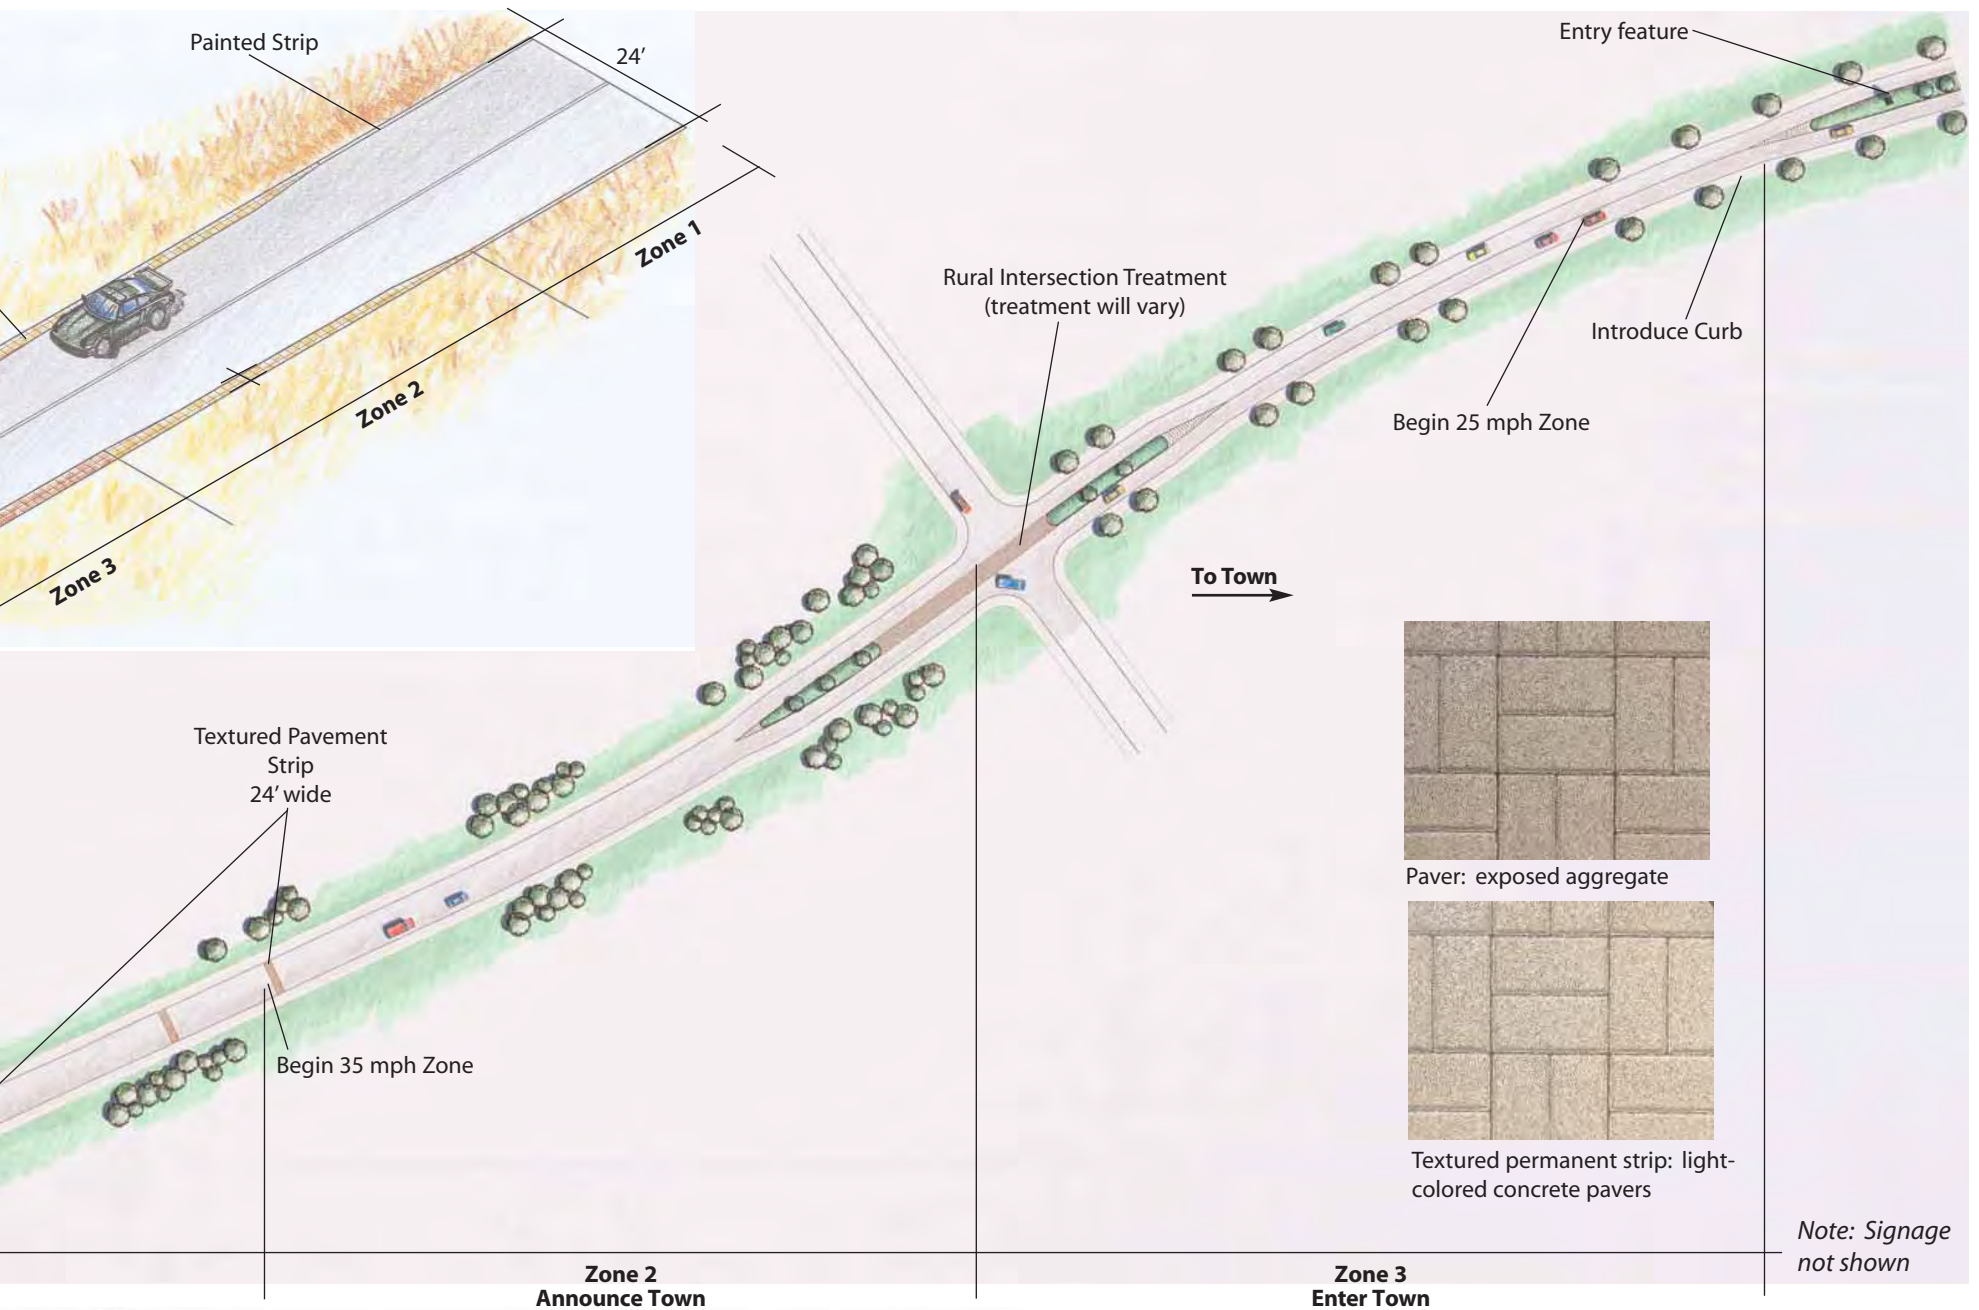 Painted Strip
24′
Zone 1
Zone 2
Zone 3
Entry feature
Rural Intersection Treatment
(treatment will vary)
Introduce Curb
Begin 25 mph Zone
To Town
Textured Pavement
Strip
24′ wide
Begin 35 mph Zone
Paver: exposed aggregate
Textured permanent strip: light-
colored concrete pavers
Note: Signage
not shown
Zone 2
Announce Town
Zone 3
Enter Town